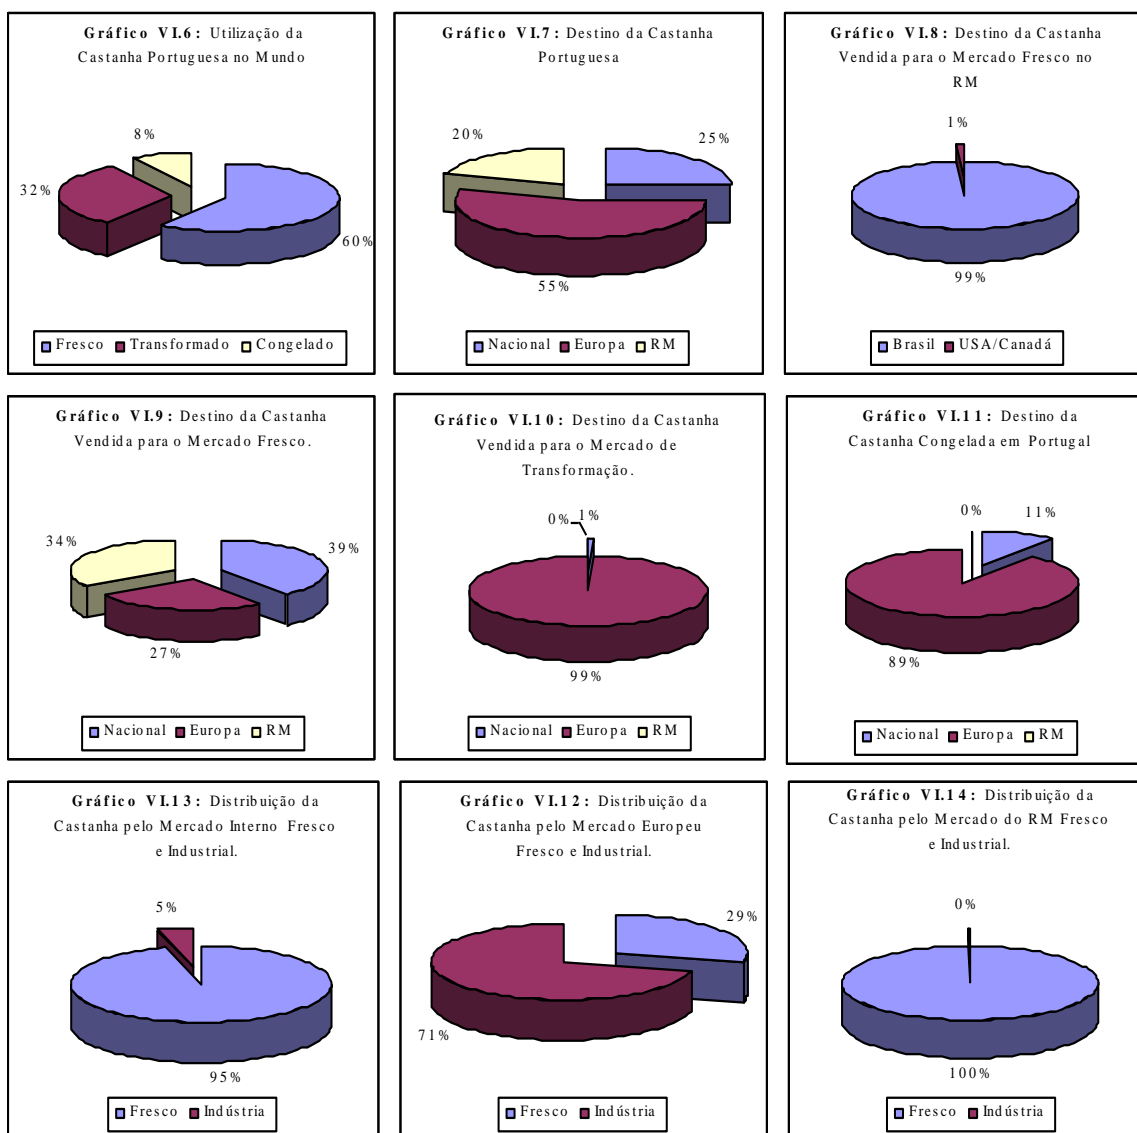 Gráfico VI.6: Utilização da
Castanha Portuguesa no Mundo
8%
32%
60%
Fresco Transformado Congelado
Gráfico VI.7: Destino da Castanha
Portuguesa
20%
25%
55%
Nacional Europa RM
Gráfico VI.8: Destino da Castanha
Vendida para o Mercado Fresco no
RM
1%
99%
Brasil USA/Canadá
Gráfico VI.9: Destino da Castanha
Vendida para o Mercado Fresco.
34%
39%
27%
Nacional Europa RM
Gráfico VI.10: Destino da Castanha
Vendida para o Mercado de
Transformação.
0% 1%
99%
Nacional Europa RM
Gráfico VI.11: Destino da
Castanha Congelada em Portugal
0% 11%
89%
Nacional Europa RM
Gráfico VI.13: Distribuição da
Castanha pelo Mercado Interno Fresco
e Industrial.
5%
95%
Fresco Indústria
Gráfico VI.12: Distribuição da
Castanha pelo Mercado Europeu
Fresco e Industrial.
29%
71%
Fresco Indústria
Gráfico VI.14: Distribuição da
Castanha pelo Mercado do RM Fresco
e Industrial.
0%
100%
Fresco Indústria